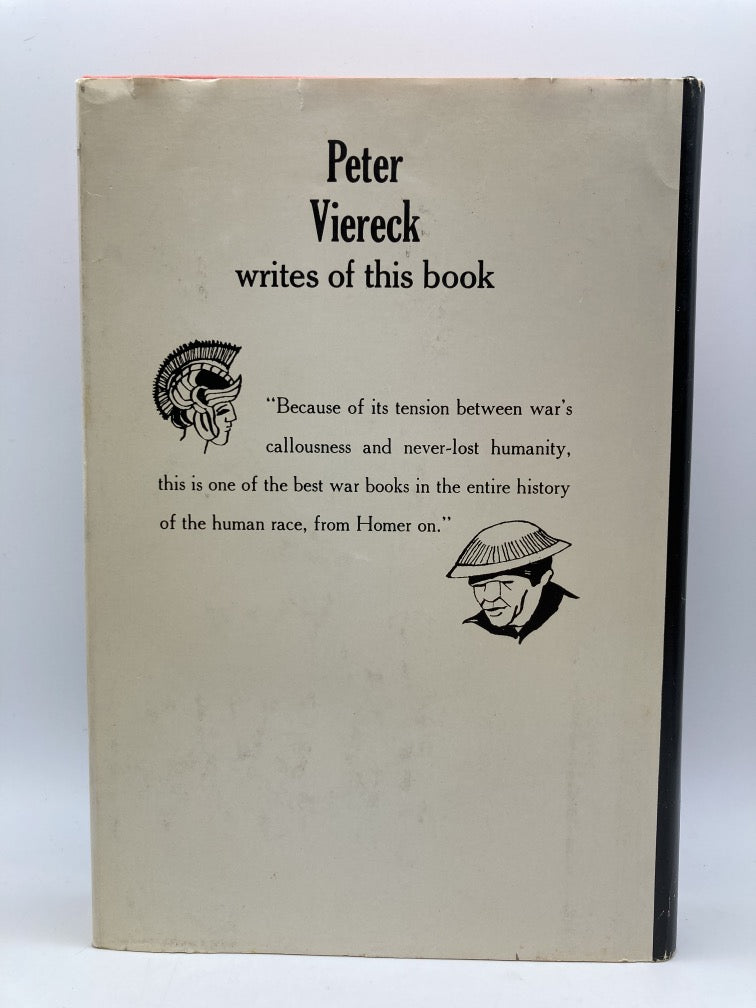 Peter
Viereck
writes of this book
“Because of its tension between war’s
callousness and never-lost humanity,
this is one of the best war books in the entire history
of the human race, from Homer on.”